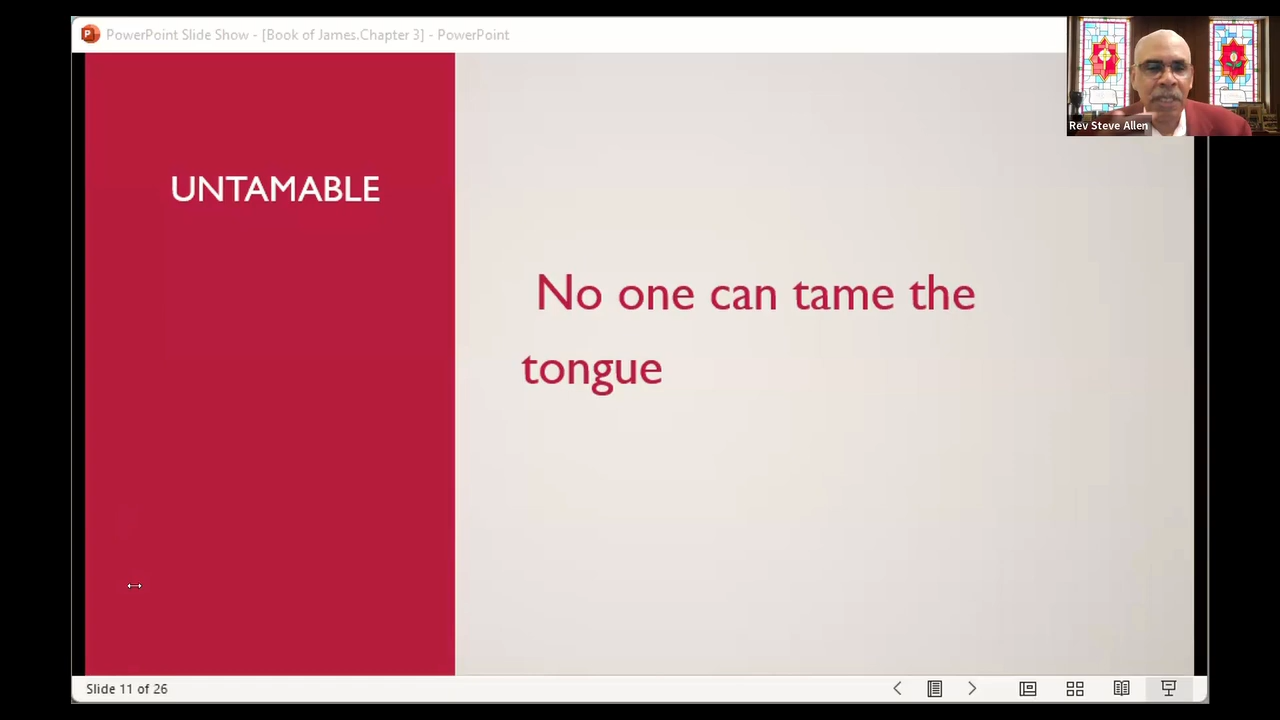 PowerPoint Slide Show - [Book of James.Chapter 3] - PowerPoint
Rev Steve Allen
UNTAMABLE
No one can tame the
tongue
Slide 11 of 26